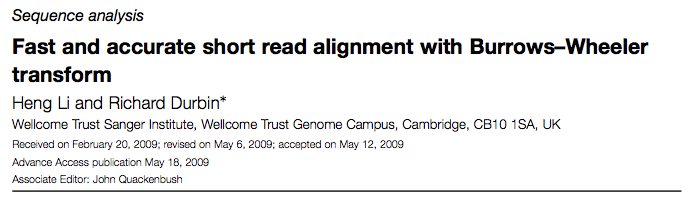 Sequence analysis
Fast and accurate short read alignment with Burrows–Wheeler
transform
Heng Li and Richard Durbin*
Wellcome Trust Sanger Institute, Wellcome Trust Genome Campus, Cambridge, CB10 1SA, UK
Received on February 20, 2009; revised on May 6, 2009; accepted on May 12, 2009
Advance Access publication May 18, 2009
Associate Editor: John Quackenbush